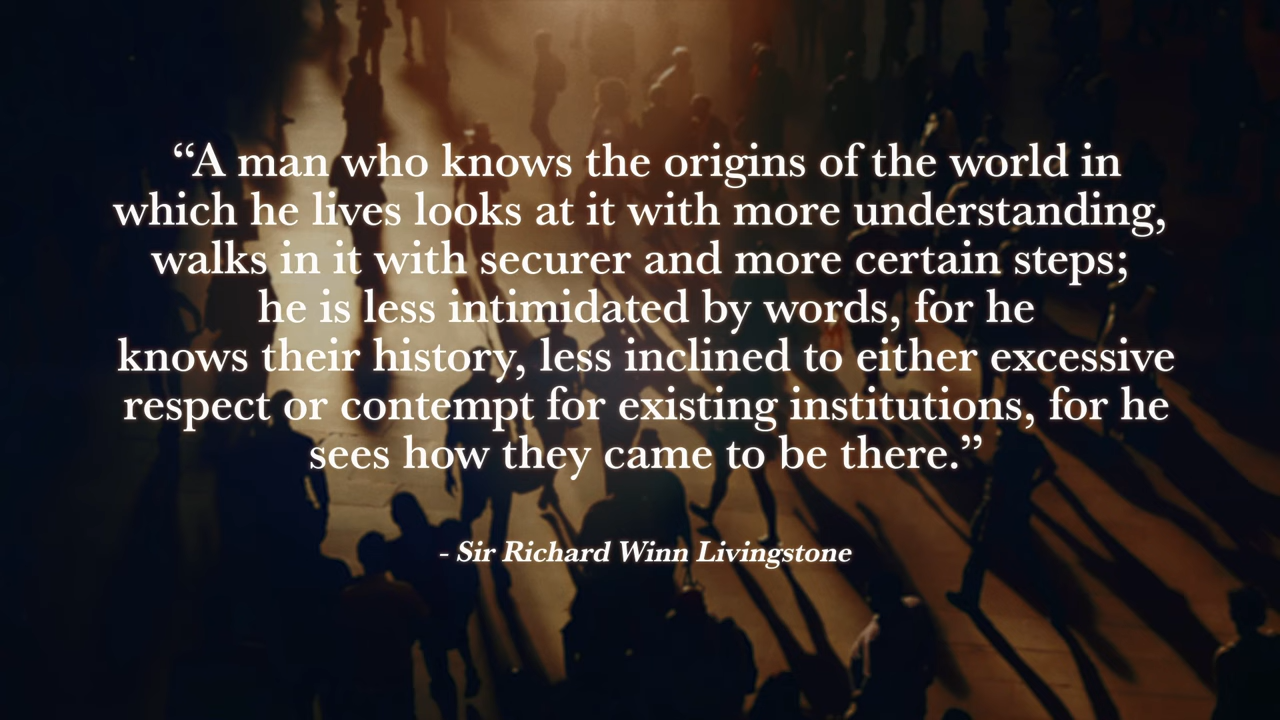 “A man who knows the origins of the world in
which he lives looks at it with more understanding,
walks in it with securer and more certain steps;
he is less intimidated by words, for he
knows their history, less inclined to either excessive
respect or contempt for existing institutions, for he
sees how they came to be there.”
- Sir Richard Winn Livingstone